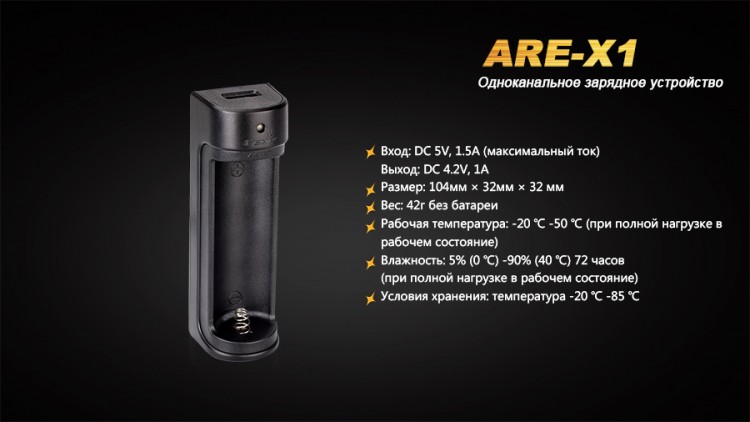 ARE-X1
Одноканальное зарядное устройство
Вход: DC 5V, 1.5A (максимальный ток)
Выход: DC 4.2V, 1A
Размер: 104мм × 32мм × 32 мм
Вес: 42г без батареи
Рабочая температура: -20 ℃ -50 ℃ (при полной нагрузке в
рабочем состояние)
Влажность: 5% (0 ℃) -90% (40 ℃) 72 часов
(при полной нагрузке в рабочем состояние)
Условия хранения: температура -20 ℃ -85 ℃